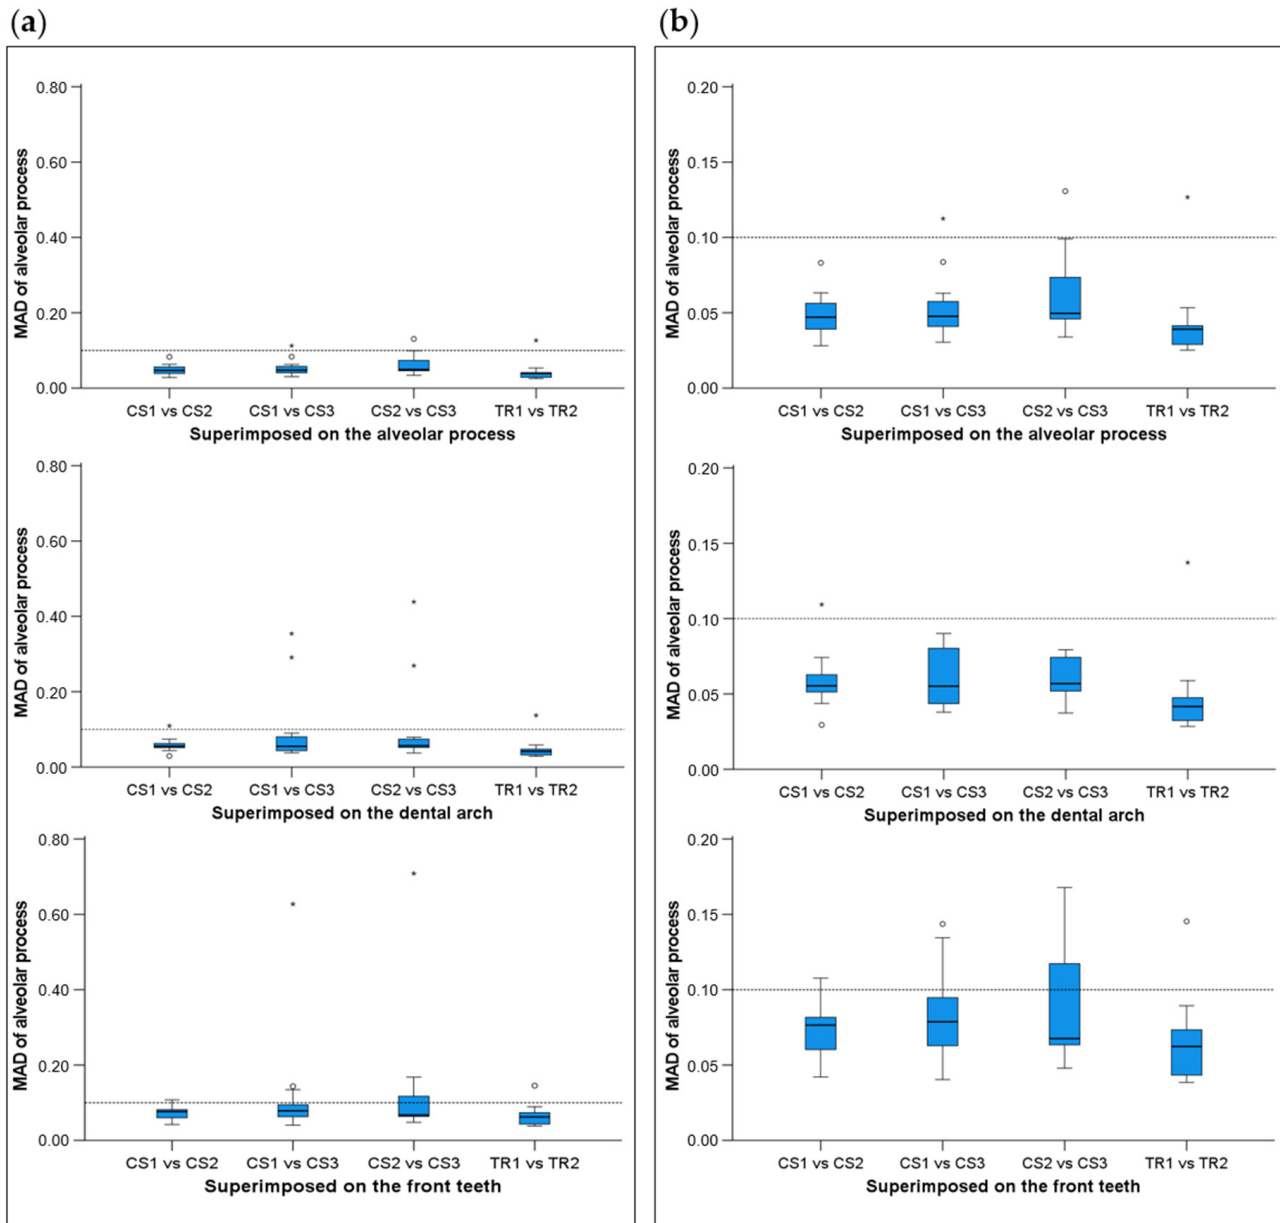 (a)
MAD of alveolar process
0.80
0.60
0.40
0.20
0.00
CS1 vs CS2 CS1 vs CS3 CS2 vs CS3 TR1 vs TR2
Superimposed on the alveolar process
MAD of alveolar process
0.80
0.60
0.40
0.20
0.00
CS1 vs CS2 CS1 vs CS3 CS2 vs CS3 TR1 vs TR2
Superimposed on the dental arch
MAD of alveolar process
0.80
0.60
0.40
0.20
0.00
CS1 vs CS2 CS1 vs CS3 CS2 vs CS3 TR1 vs TR2
Superimposed on the front teeth
(b)
MAD of alveolar process
0.20
0.15
0.10
0.05
0.00
CS1 vs CS2 CS1 vs CS3 CS2 vs CS3 TR1 vs TR2
Superimposed on the alveolar process
MAD of alveolar process
0.20
0.15
0.10
0.05
0.00
CS1 vs CS2 CS1 vs CS3 CS2 vs CS3 TR1 vs TR2
Superimposed on the dental arch
MAD of alveolar process
0.20
0.15
0.10
0.05
0.00
CS1 vs CS2 CS1 vs CS3 CS2 vs CS3 TR1 vs TR2
Superimposed on the front teeth